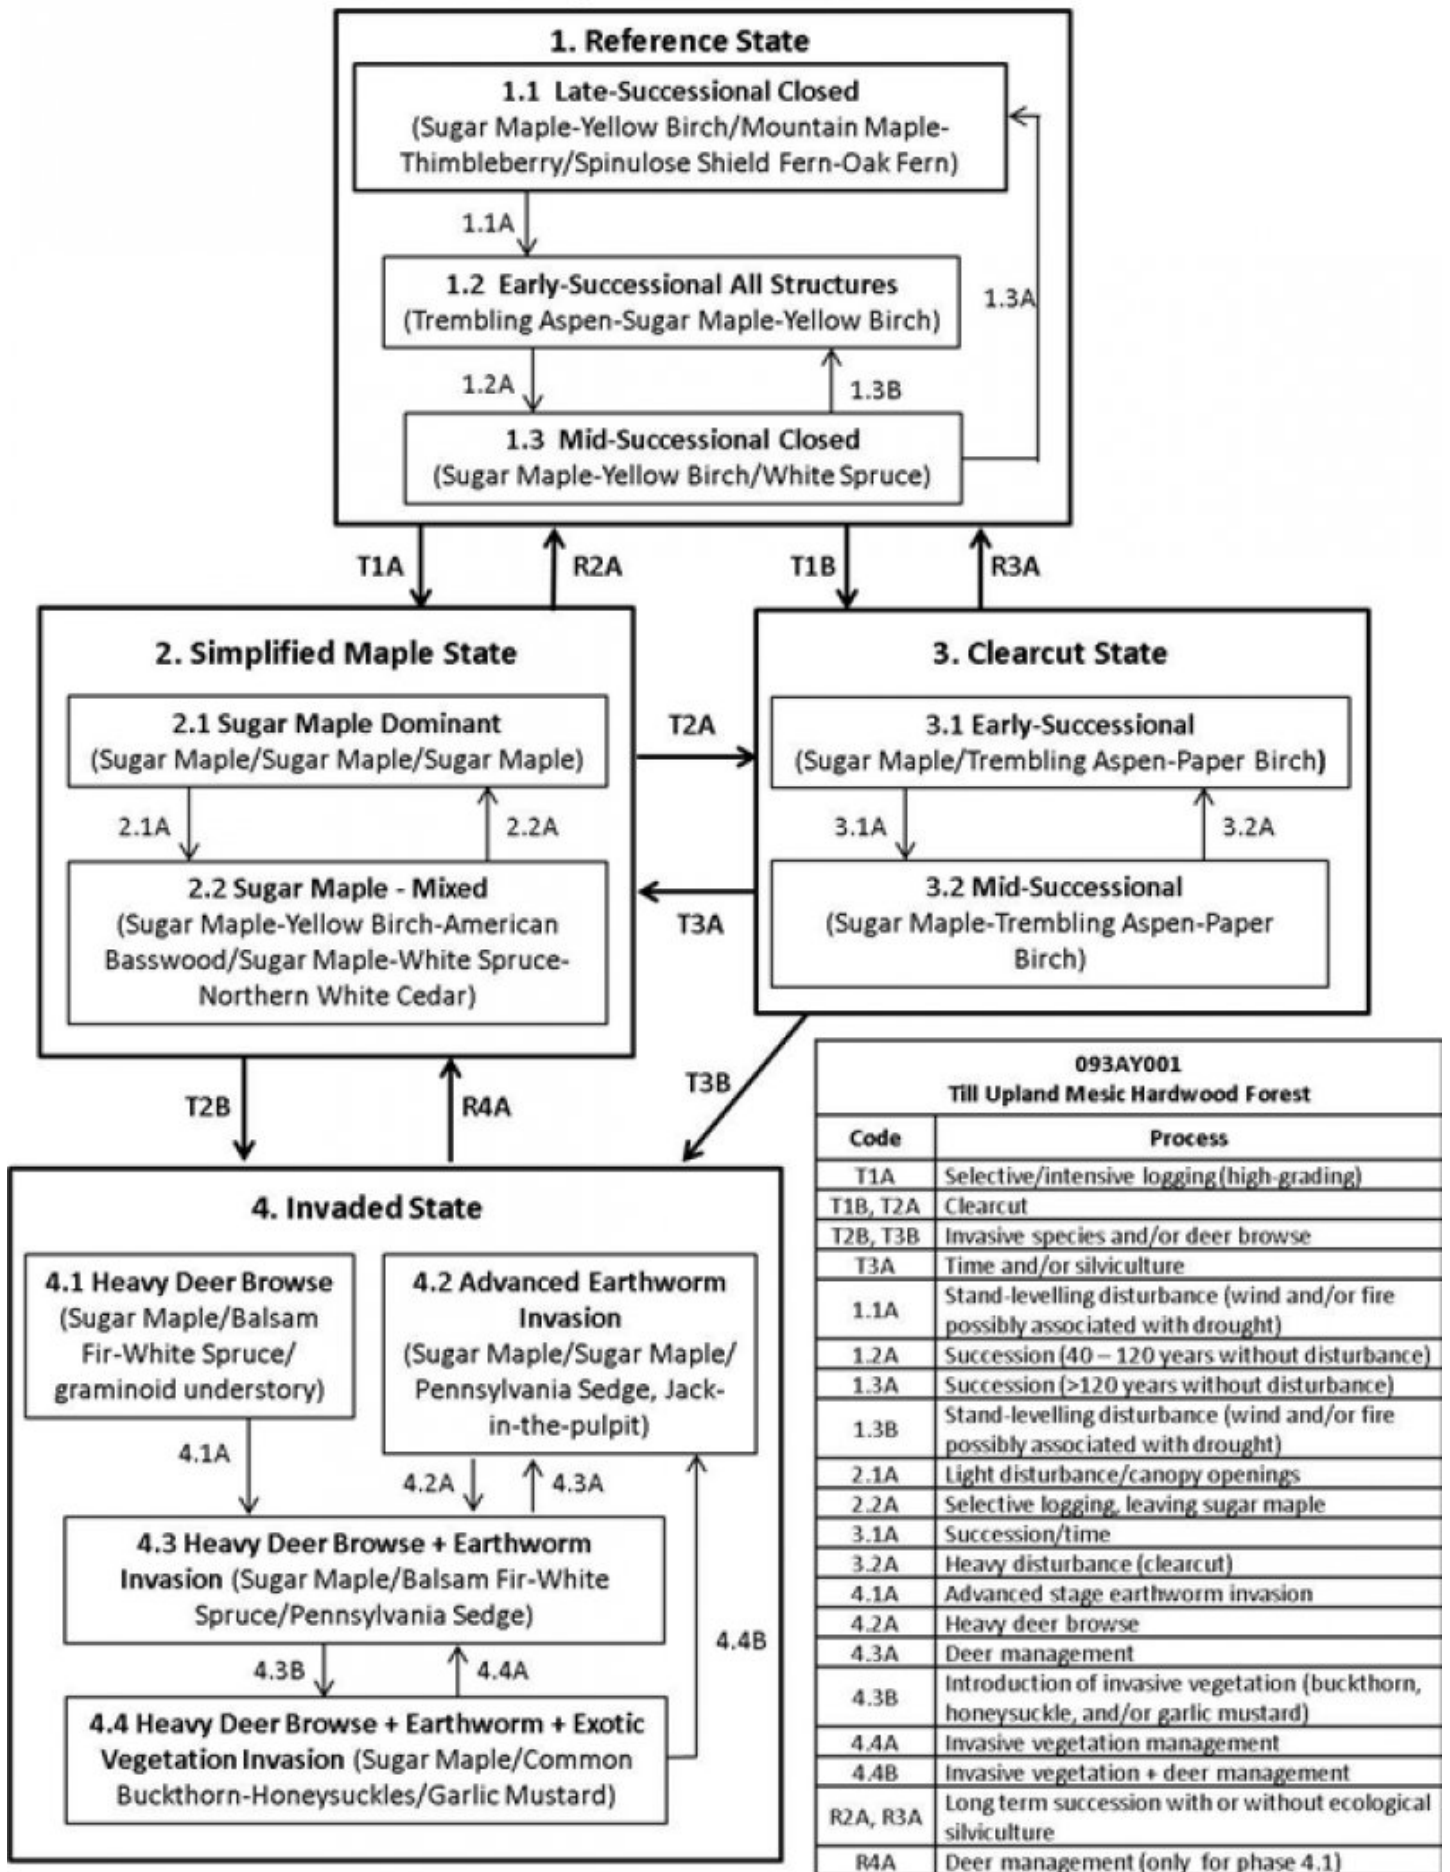 1. Reference State
1.1 Late-Successional Closed
(Sugar Maple-Yellow Birch/Mountain Maple-
Thimbleberry/Spinulose Shield Fern-Oak Fern)
1.1A
1.2 Early-Successional All Structures
(Trembling Aspen-Sugar Maple-Yellow Birch)
1.3A
1.2A
1.3B
1.3 Mid-Successional Closed
(Sugar Maple-Yellow Birch/White Spruce)
T1A
R2A
T1B
R3A
2. Simplified Maple State
2.1 Sugar Maple Dominant
(Sugar Maple/Sugar Maple/Sugar Maple)
2.1A
2.2A
2.2 Sugar Maple - Mixed
(Sugar Maple-Yellow Birch-American
Basswood/Sugar Maple-White Spruce-
Northern White Cedar)
T2A
T3A
3. Clearcut State
3.1 Early-Successional
(Sugar Maple/Trembling Aspen-Paper Birch)
3.1A
3.2A
3.2 Mid-Successional
(Sugar Maple-Trembling Aspen-Paper
Birch)
T2B
R4A
T3B
4. Invaded State
4.1 Heavy Deer Browse
(Sugar Maple/Balsam
Fir-White Spruce/
graminoid understory)
4.2 Advanced Earthworm
Invasion
(Sugar Maple/Sugar Maple/
Pennsylvania Sedge, Jack-
in-the-pulpit)
4.1A
4.2A
4.3A
4.3 Heavy Deer Browse + Earthworm
Invasion (Sugar Maple/Balsam Fir-White
Spruce/Pennsylvania Sedge)
4.3B
4.4A
4.4B
4.4 Heavy Deer Browse + Earthworm + Exotic
Vegetation Invasion (Sugar Maple/Common
Buckthorn-Honeysuckles/Garlic Mustard)
093AY001
Till Upland Mesic Hardwood Forest
Code Process
T1A Selective/intensive logging (high-grading)
T1B, T2A Clearcut
T2B, T3B Invasive species and/or deer browse
T3A Time and/or silviculture
1.1A Stand-levelling disturbance (wind and/or fire
possibly associated with drought)
1.2A Succession (40 – 120 years without disturbance)
1.3A Succession (>120 years without disturbance)
1.3B Stand-levelling disturbance (wind and/or fire
possibly associated with drought)
2.1A Light disturbance/canopy openings
2.2A Selective logging, leaving sugar maple
3.1A Succession/time
3.2A Heavy disturbance (clearcut)
4.1A Advanced stage earthworm invasion
4.2A Heavy deer browse
4.3A Deer management
4.3B Introduction of invasive vegetation (buckthorn,
honeysuckle, and/or garlic mustard)
4.4A Invasive vegetation management
4.4B Invasive vegetation + deer management
R2A, R3A Long term succession with or without ecological
silviculture
R4A Deer management (only for phase 4.1)